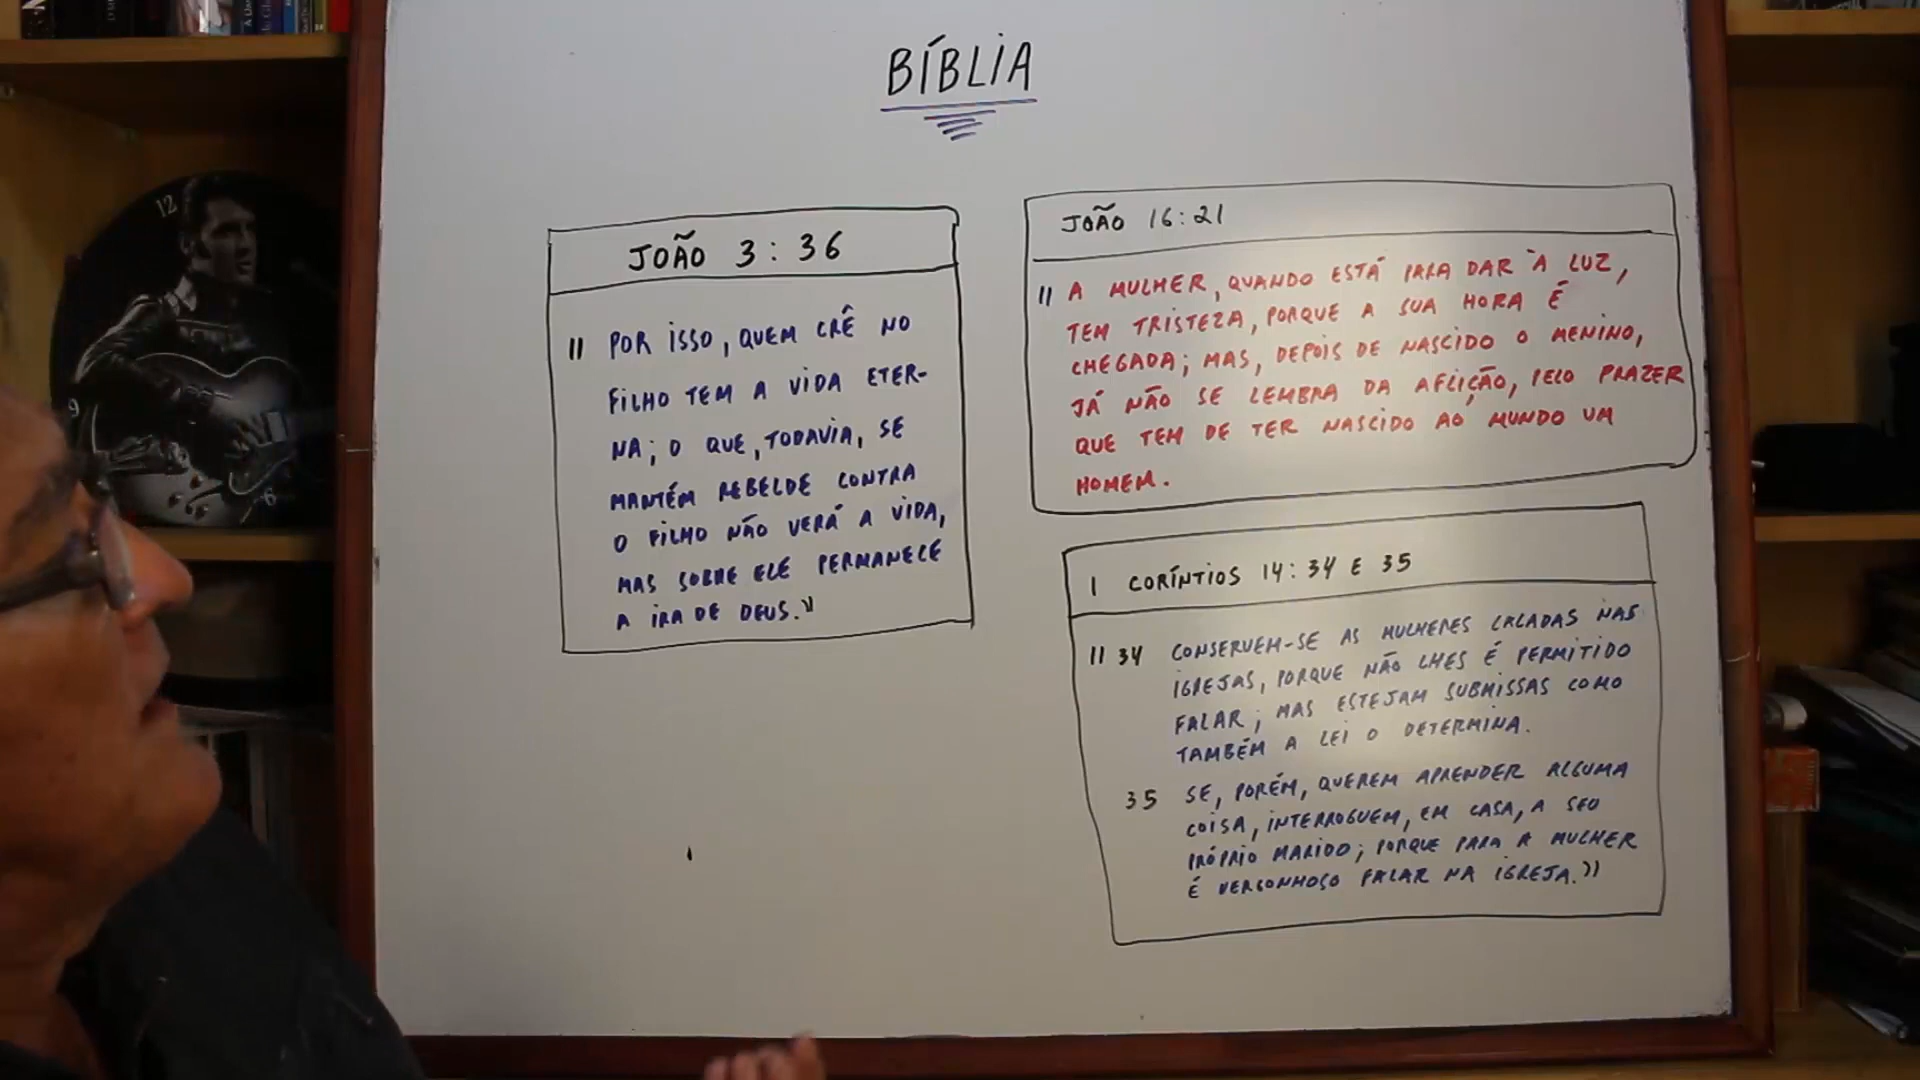 BÍBLIA
JOÃO 3:36
" POR ISSO, QUEM CRÊ NO
FILHO TEM A VIDA ETER-
NA; O QUE, TODAVIA, SE
MANTÉM REBELDE CONTRA
O FILHO NÃO VERÁ A VIDA,
MAS SOBRE ELE PERMANECE
A IRA DE DEUS."
JOÃO 16:21
" A MULHER, QUANDO ESTÁ PARA DAR À LUZ,
TEM TRISTEZA, PORQUE A SUA HORA É
CHEGADA; MAS, DEPOIS DE NASCIDO O MENINO,
JÁ NÃO SE LEMBRA DA AFLIÇÃO, PELO PRAZER
QUE TEM DE TER NASCIDO AO MUNDO UM
HOMEM.
1 CORÍNTIOS 14:34 E 35
" 34 CONSERVEM-SE AS MULHERES CALADAS NAS
IGREJAS, PORQUE NÃO LHES É PERMITIDO
FALAR; MAS ESTEJAM SUBMISSAS COMO
TAMBÉM A LEI O DETERMINA.
35 SE, PORÉM, QUEREM APRENDER ALGUMA
COISA, INTERROGUEM, EM CASA, A SEU
PRÓPRIO MARIDO; PORQUE PARA A MULHER
É VERGONHOSO FALAR NA IGREJA."
12
9
6